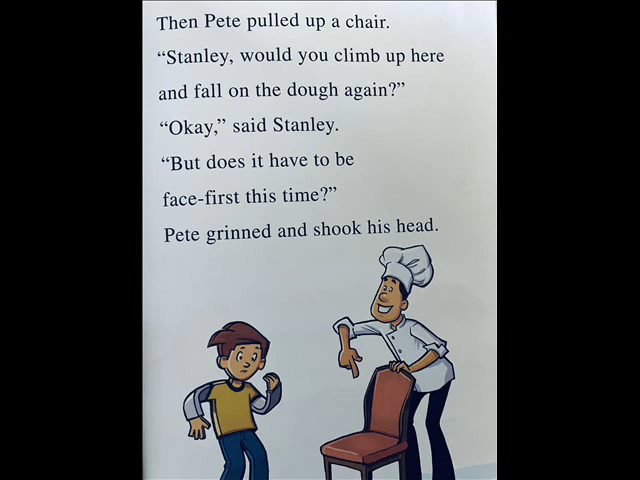 Then Pete pulled up a chair.
“Stanley, would you climb up here
and fall on the dough again?”
“Okay,” said Stanley.
“But does it have to be
face-first this time?”
Pete grinned and shook his head.